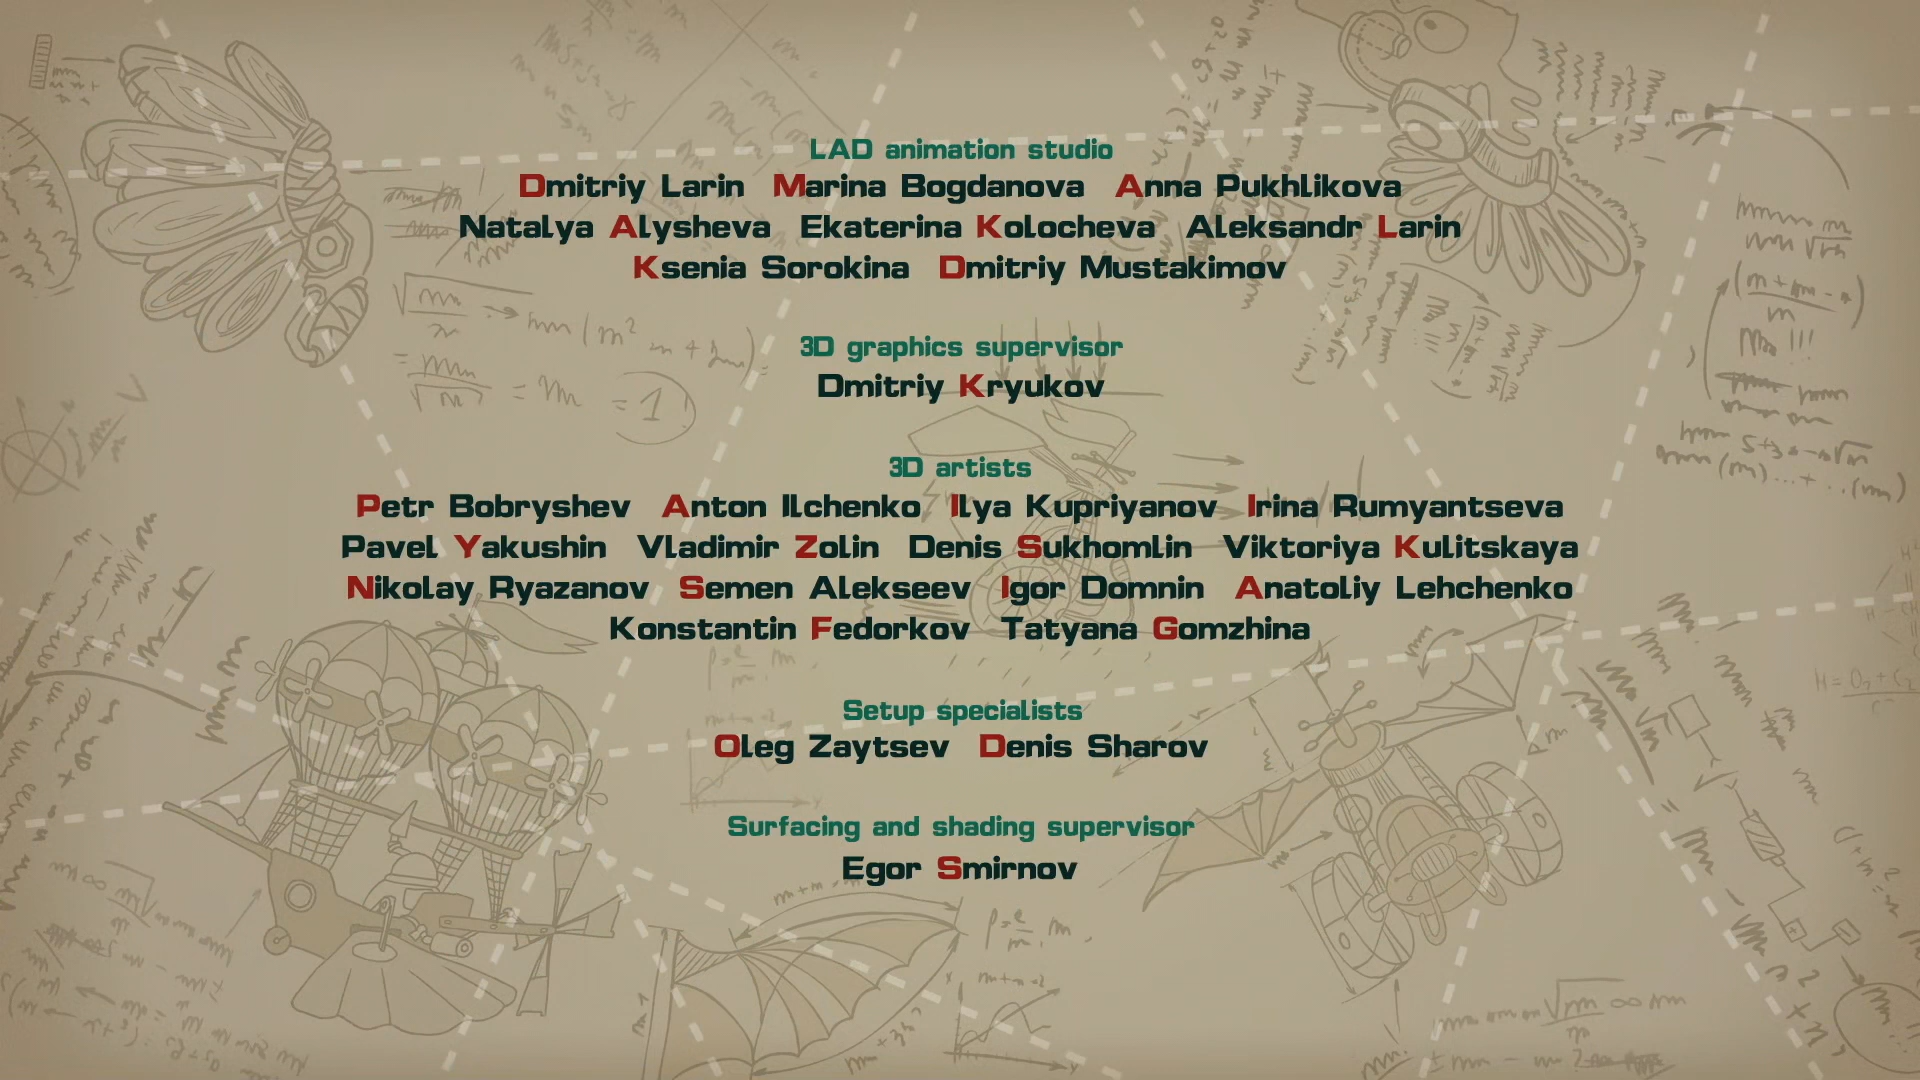 LAD animation studio
Dmitriy Larin Marina Bogdanova Anna Pukhlikova
Natalya Alysheva Ekaterina Kolocheva Aleksandr Larin
Ksenia Sorokina Dmitriy Mustakimov
3D graphics supervisor
Dmitriy Kryukov
3D artists
Petr Bobryshev Anton Ilchenko Ilya Kupriyanov Irina Rumyantseva
Pavel Yakushin Vladimir Zolin Denis Sukhomlin Viktoriya Kulitskaya
Nikolay Ryazanov Semen Alekseev Igor Domnin Anatoliy Lehchenko
Konstantin Fedorkov Tatyana Gomzhina
Setup specialists
Oleg Zaytsev Denis Sharov
Surfacing and shading supervisor
Egor Smirnov